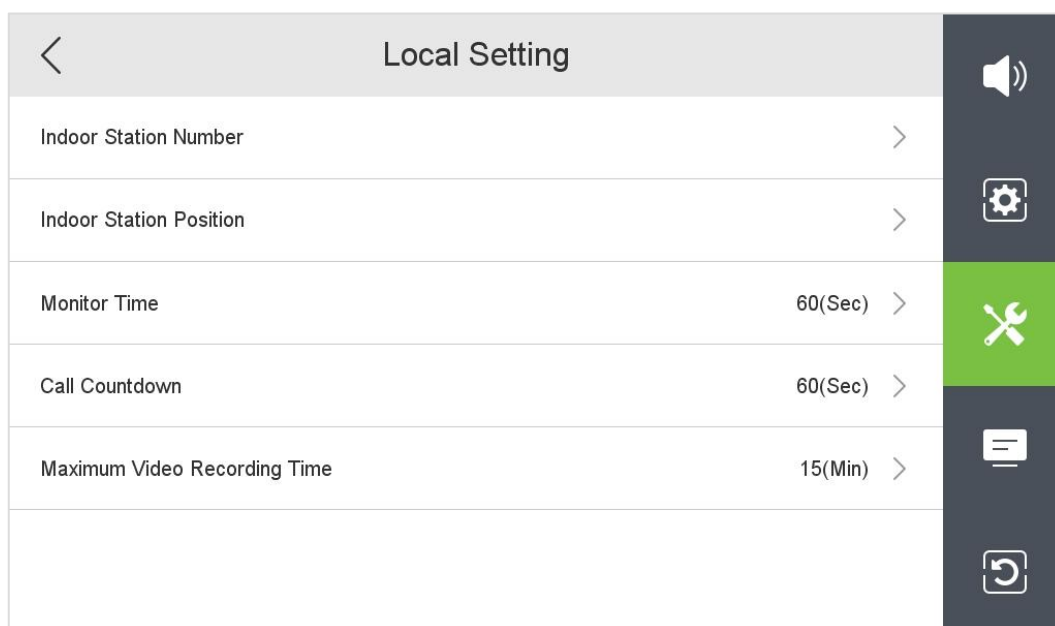 Local Setting
Indoor Station Number
Indoor Station Position
Monitor Time 60(Sec)
Call Countdown 60(Sec)
Maximum Video Recording Time 15(Min)